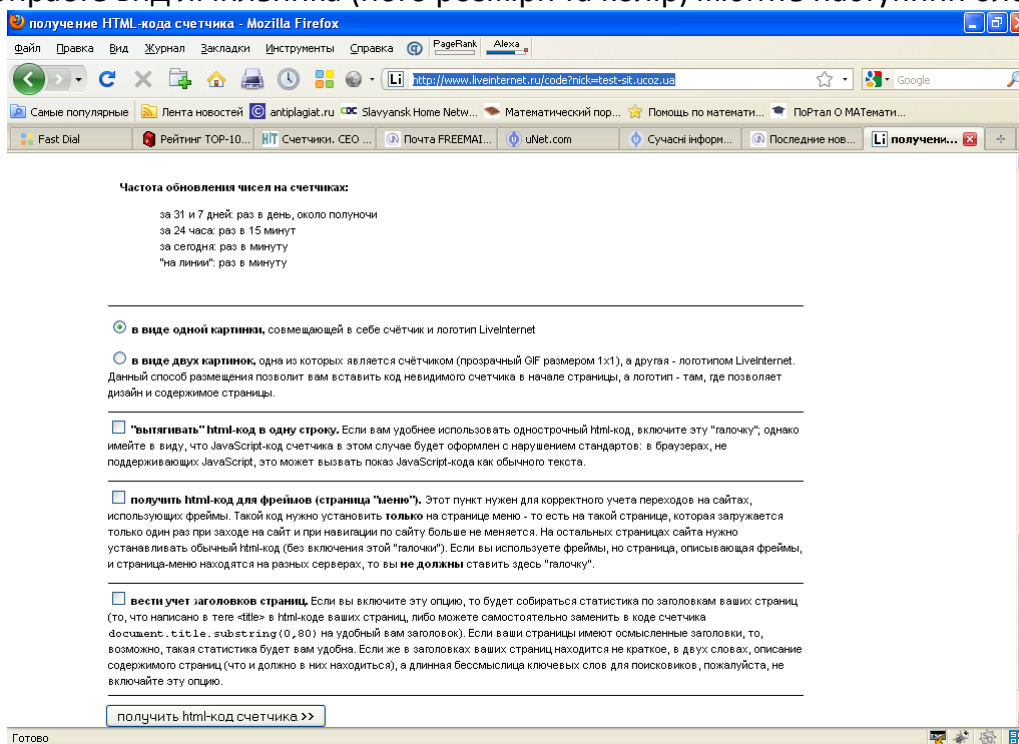 получение HTML-кода счетчика - Mozilla Firefox
Файл Правка Вид Журнал Закладки Инструменты Справка PageRank Alexa
http://www.liveinternet.ru/code?nick=test-sit.ucoz.ua Google
Самые популярные Лента новостей antiplagiat.ru Slavyansk Home Netw... Математический пор... Помощь по математи... ПоРтал О МАТемати...
Fast Dial Рейтинг TOP-10... Счетчики. СЕО ... Почта FREEMAI... uNet.com Сучасні інформ... Последние нов... получени...
Частота обновления чисел на счетчиках:
за 31 и 7 дней: раз в день, около полуночи
за 24 часа: раз в 15 минут
за сегодня: раз в минуту
"на линии": раз в минуту
в виде одной картинки, совмещающей в себе счётчик и логотип LiveInternet
в виде двух картинок, одна из которых является счётчиком (прозрачный GIF размером 1x1), а другая - логотипом LiveInternet.
Данный способ размещения позволит вам вставить код невидимого счетчика в начале страницы, а логотип - там, где позволяет
дизайн и содержимое страницы.
"вытягивать" html-код в одну строку. Если вам удобнее использовать однострочный html-код, включите эту "галочку"; однако
имейте в виду, что JavaScript-код счетчика в этом случае будет оформлен с нарушением стандартов: в браузерах, не
поддерживающих JavaScript, это может вызвать показ JavaScript-кода как обычного текста.
получить html-код для фреймов (страница "меню"). Этот пункт нужен для корректного учета переходов на сайтах,
использующих фреймы. Такой код нужно установить только на странице меню - то есть на такой странице, которая загружается
только один раз при заходе на сайт и при навигации по сайту больше не меняется. На остальных страницах сайта нужно
устанавливать обычный html-код (без включения этой "галочки"). Если вы используете фреймы, но страница, описывающая фреймы,
и страница-меню находятся на разных серверах, то вы не должны ставить здесь "галочку".
вести учет заголовков страниц. Если вы включите эту опцию, то будет собираться статистика по заголовкам ваших страниц
(то, что написано в теге <title> в html-коде ваших страниц, либо можете самостоятельно заменить в коде счетчика
document.title.substring(0,80) на удобный вам заголовок). Если ваши страницы имеют осмысленные заголовки, то,
возможно, такая статистика будет вам удобна. Если же в заголовках ваших страниц находится не краткое, в двух словах, описание
содержимого страниц (что и должно в них находиться), а длинная бессмыслица ключевых слов для поисковиков, пожалуйста, не
включайте эту опцию.
получить html-код счетчика >>
Готово